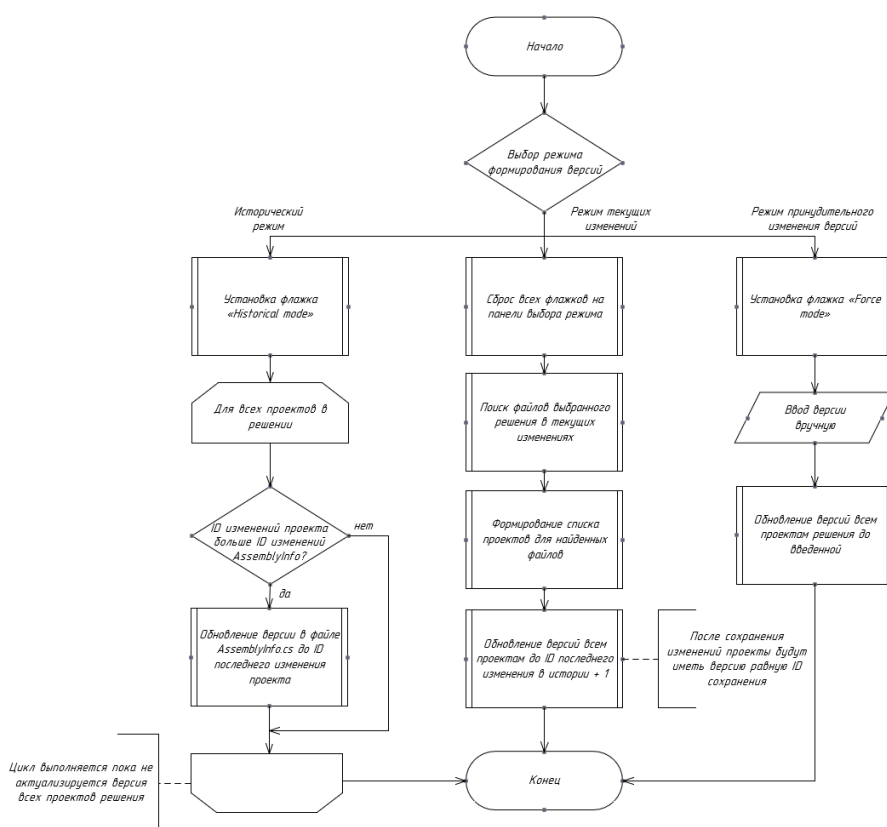 Начало
Выбор режима
формирования версий
Исторический
режим
Режим текущих
изменений
Режим принудительного
изменения версий
Установка флажка
«Historical mode»
Сброс всех флажков на
панели выбора режима
Установка флажка «Force
mode»
Для всех проектов в
решении
Поиск файлов выбранного
решения в текущих
изменениях
Ввод версии
вручную
ID изменений проекта
больше ID изменений
AssemblyInfo?
нет
да
Формирование списка
проектов для найденных
файлов
Обновление версий всем
проектам решения до
введенной
Обновление версии в файле
AssemblyInfo.cs до ID
последнего изменения
проекта
Обновление версий всем
проектам до ID последнего
изменения в истории + 1
После сохранения
изменений проекты будут
иметь версию равную ID
сохранения
Цикл выполняется пока не
актуализируется версия
всех проектов решения
Конец